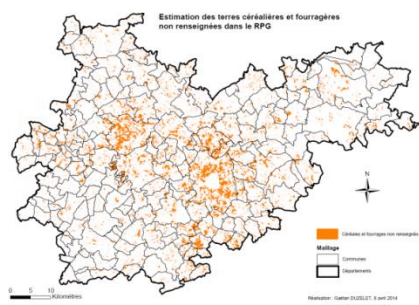 Estimation des terres céréalières et fourragères
non renseignées dans le RPG
N
Céréales et fourrages non renseignés
Maillage
Communes
Départements
0 5 10
Kilomètres
Réalisation : Gaëtan DUZELET, 8 avril 2014